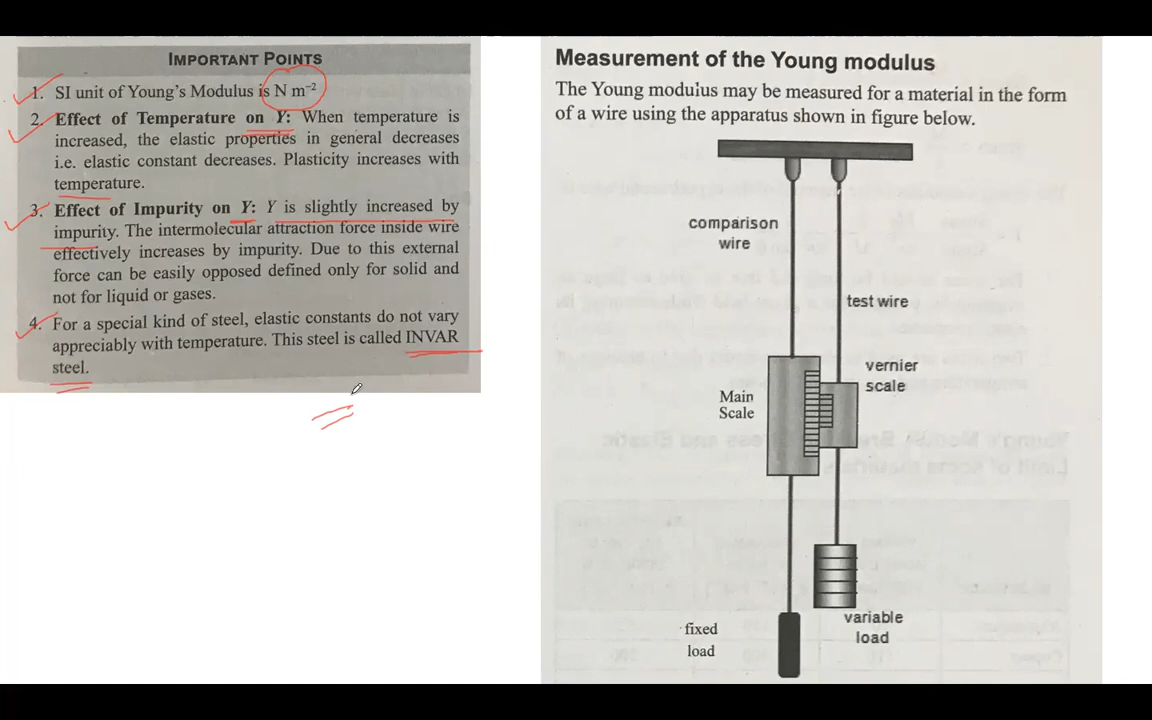 IMPORTANT POINTS
1. SI unit of Young's Modulus is N m⁻²
2. Effect of Temperature on Y: When temperature is
increased, the elastic properties in general decreases
i.e. elastic constant decreases. Plasticity increases with
temperature.
3. Effect of Impurity on Y: Y is slightly increased by
impurity. The intermolecular attraction force inside wire
effectively increases by impurity. Due to this external
force can be easily opposed defined only for solid and
not for liquid or gases.
4. For a special kind of steel, elastic constants do not vary
appreciably with temperature. This steel is called INVAR
steel.
Measurement of the Young modulus
The Young modulus may be measured for a material in the form
of a wire using the apparatus shown in figure below.
comparison
wire
test wire
vernier
scale
Main
Scale
variable
load
fixed
load